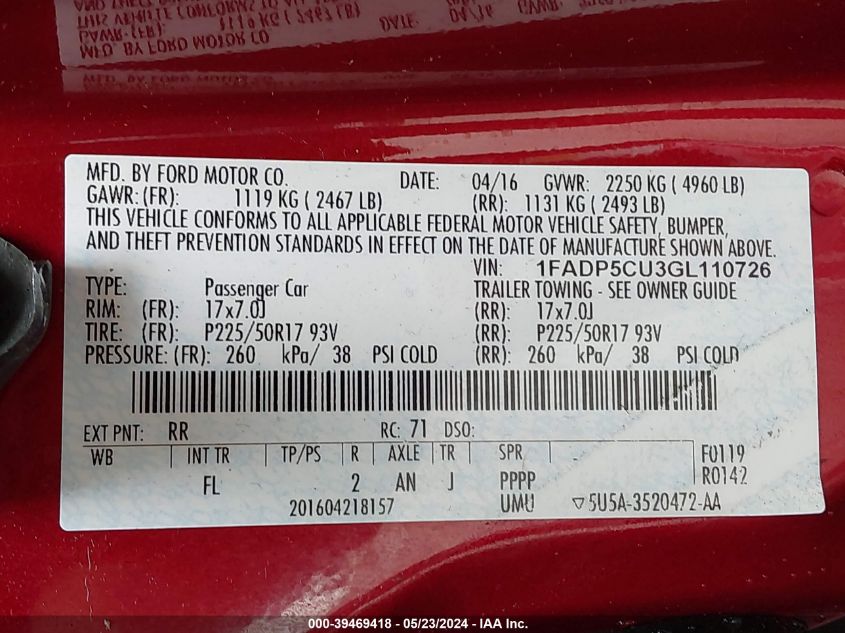 MFD. BY FORD MOTOR CO. DATE: 04/16 GVWR: 2250 KG ( 4960 LB)
GAWR: (FR): 1119 KG ( 2467 LB) (RR): 1131 KG ( 2493 LB)
THIS VEHICLE CONFORMS TO ALL APPLICABLE FEDERAL MOTOR VEHICLE SAFETY, BUMPER,
AND THEFT PREVENTION STANDARDS IN EFFECT ON THE DATE OF MANUFACTURE SHOWN ABOVE.
VIN: 1FADP5CU3GL110726
TYPE: Passenger Car TRAILER TOWING - SEE OWNER GUIDE
RIM: (FR): 17x7.0J (RR): 17x7.0J
TIRE: (FR): P225/50R17 93V (RR): P225/50R17 93V
PRESSURE: (FR): 260 kPa/ 38 PSI COLD (RR): 260 kPa/ 38 PSI COLD
EXT PNT: RR RC: 71 DSO:
WB INT TR TP/PS R AXLE TR SPR F0119
FL 2 AN J PPPP R0142
201604218157 UMU ▽5U5A-3520472-AA
000-39469418 - 05/23/2024 - IAA Inc.